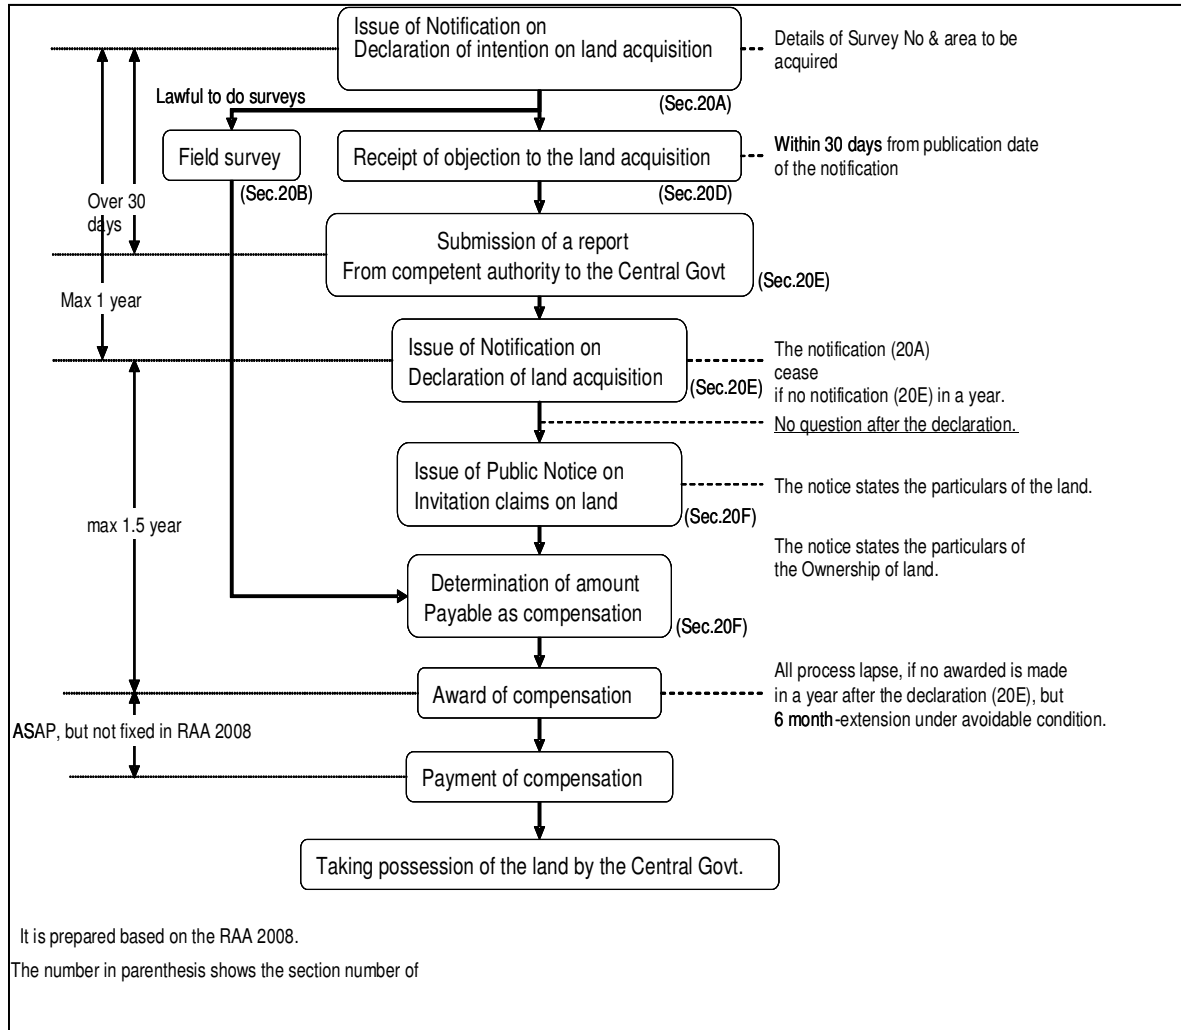 Issue of Notification on
Declaration of intention on land acquisition
(Sec.20A)
Details of Survey No & area to be
acquired
Lawful to do surveys
Field survey
(Sec.20B)
Receipt of objection to the land acquisition
(Sec.20D)
Within 30 days from publication date
of the notification
Over 30
days
Submission of a report
From competent authority to the Central Govt
(Sec.20E)
Max 1 year
Issue of Notification on
Declaration of land acquisition
(Sec.20E)
The notification (20A)
cease
if no notification (20E) in a year.
No question after the declaration.
Issue of Public Notice on
Invitation claims on land
(Sec.20F)
The notice states the particulars of the land.
max 1.5 year
The notice states the particulars of
the Ownership of land.
Determination of amount
Payable as compensation
(Sec.20F)
Award of compensation
All process lapse, if no awarded is made
in a year after the declaration (20E), but
6 month-extension under avoidable condition.
ASAP, but not fixed in RAA 2008
Payment of compensation
Taking possession of the land by the Central Govt.
It is prepared based on the RAA 2008.
The number in parenthesis shows the section number of